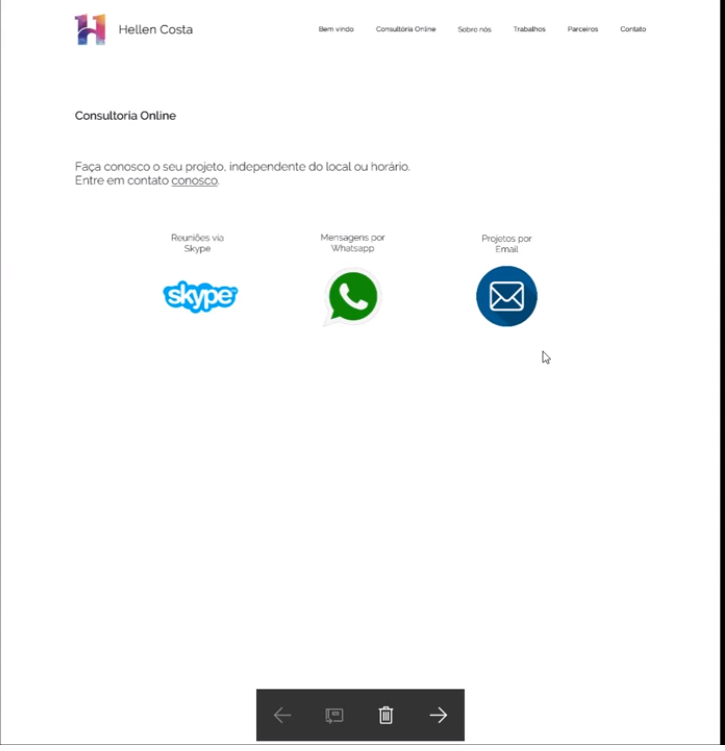 Hellen Costa
Bem vindo Consultoria Online Sobre nós Trabalhos Parceiros Contato
Consultoria Online
Faça conosco o seu projeto, independente do local ou horário.
Entre em contato conosco.
Reuniões via
Skype
Mensagens por
Whatsapp
Projetos por
Email
skype